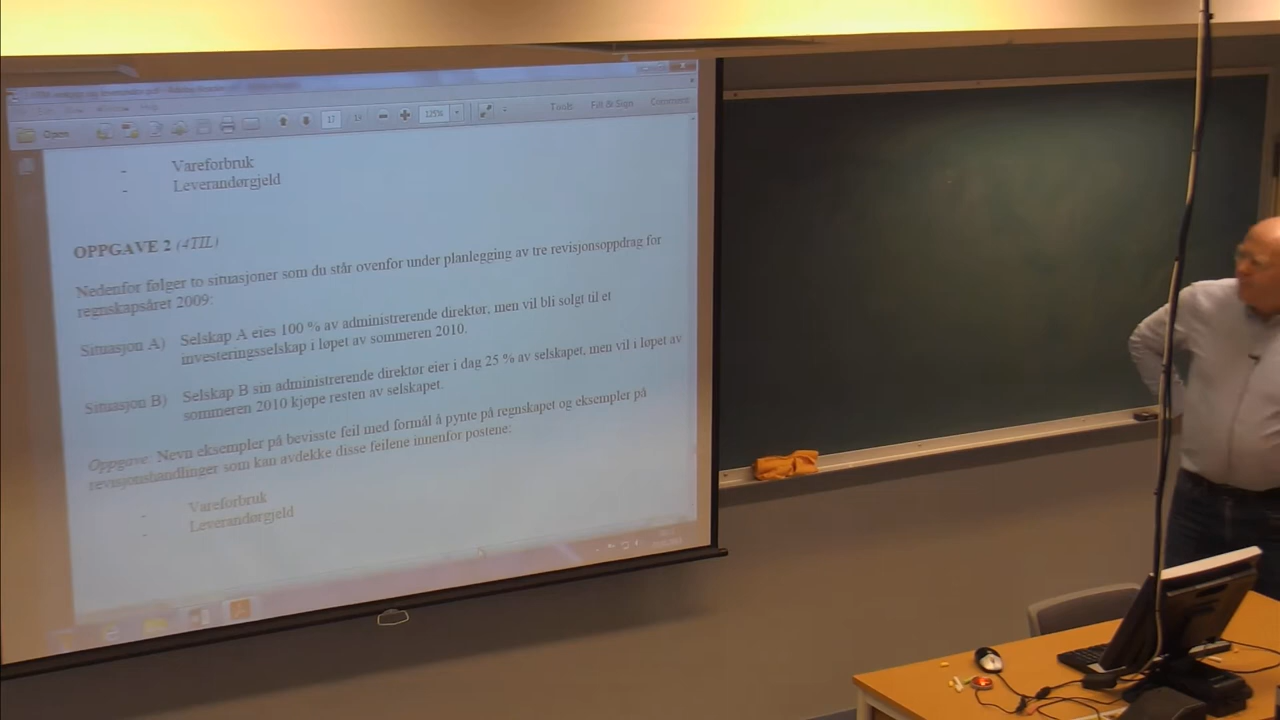 Open
17 / 19
125%
Tools
Fill & Sign
Comment
- Vareforbruk
- Leverandørgjeld
OPPGAVE 2 (4TIL)
Nedenfor følger to situasjoner som du står ovenfor under planlegging av tre revisjonsoppdrag for
regnskapsåret 2009:
Situasjon A) Selskap A eies 100 % av administrerende direktør, men vil bli solgt til et
investeringsselskap i løpet av sommeren 2010.
Situasjon B) Selskap B sin administrerende direktør eier i dag 25 % av selskapet, men vil i løpet av
sommeren 2010 kjøpe resten av selskapet.
Oppgave: Nevn eksempler på bevisste feil med formål å pynte på regnskapet og eksempler på
revisjonshandlinger som kan avdekke disse feilene innenfor postene:
- Vareforbruk
- Leverandørgjeld